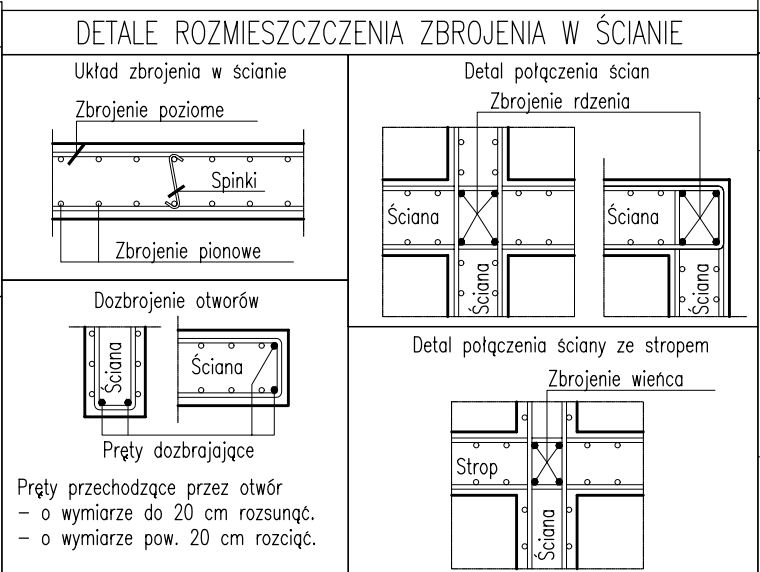 DETALE ROZMIESZCZCZENIA ZBROJENIA W ŚCIANIE
Układ zbrojenia w ścianie
Zbrojenie poziome
Spinki
Zbrojenie pionowe
Detal połączenia ścian
Zbrojenie rdzenia
Ściana
Ściana
Ściana
Ściana
Dozbrojenie otworów
Ściana
Ściana
Pręty dozbrajające
Pręty przechodzące przez otwór
- o wymiarze do 20 cm rozsunąć.
- o wymiarze pow. 20 cm rozciąć.
Detal połączenia ściany ze stropem
Zbrojenie wieńca
Strop
Ściana